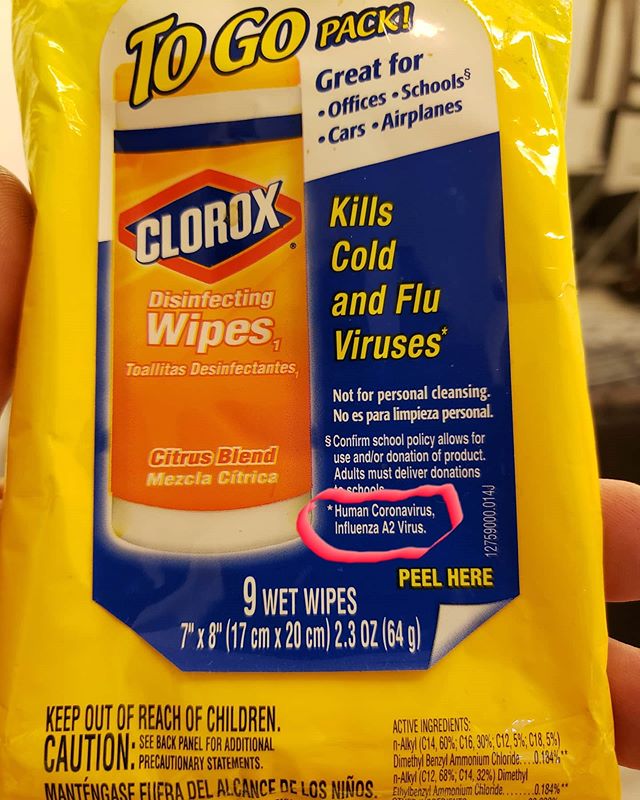 TO GO PACK!
Great for
• Offices • Schools§
• Cars • Airplanes
CLOROX®
Disinfecting
Wipes1
Toallitas Desinfectantes1
Citrus Blend
Mezcla Cítrica
Kills
Cold
and Flu
Viruses*
Not for personal cleansing.
No es para limpieza personal.
§ Confirm school policy allows for
use and/or donation of product.
Adults must deliver donations
to schools.
* Human Coronavirus,
Influenza A2 Virus.
12759000.014J
PEEL HERE
9 WET WIPES
7" x 8" (17 cm x 20 cm) 2.3 OZ (64 g)
KEEP OUT OF REACH OF CHILDREN.
CAUTION: SEE BACK PANEL FOR ADDITIONAL
PRECAUTIONARY STATEMENTS.
MANTÉNGASE FUERA DEL ALCANCE DE LOS NIÑOS.
ACTIVE INGREDIENTS:
n-Alkyl (C14, 60%; C16, 30%; C12, 5%; C18, 5%)
Dimethyl Benzyl Ammonium Chloride....0.184%**
n-Alkyl (C12, 68%; C14, 32%) Dimethyl
Ethylbenzyl Ammonium Chloride........0.184%**